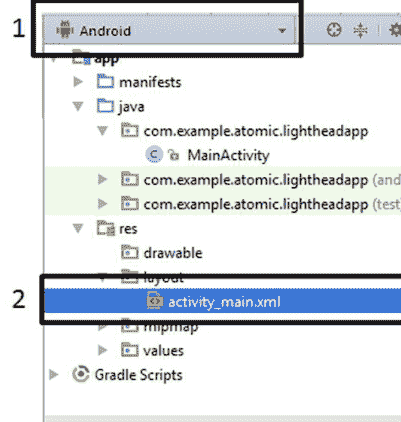 1 Android
app
manifests
java
com.example.atomic.lightheadapp
C MainActivity
com.example.atomic.lightheadapp (and
com.example.atomic.lightheadapp (test
res
drawable
layout
2 activity_main.xml
mipmap
values
Gradle Scripts